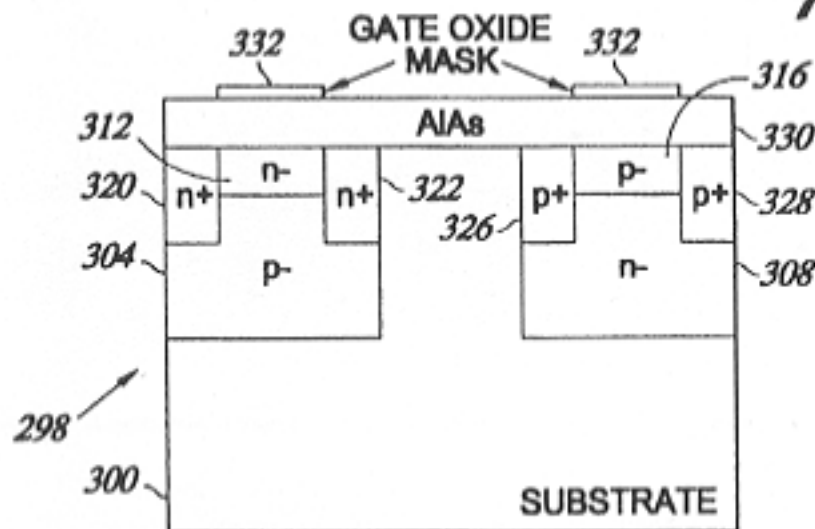 332
GATE OXIDE
MASK
332
316
312
AlAs
330
320
n+
n-
n+
322
326
p+
p-
p+
328
304
p-
n-
308
298
300
SUBSTRATE